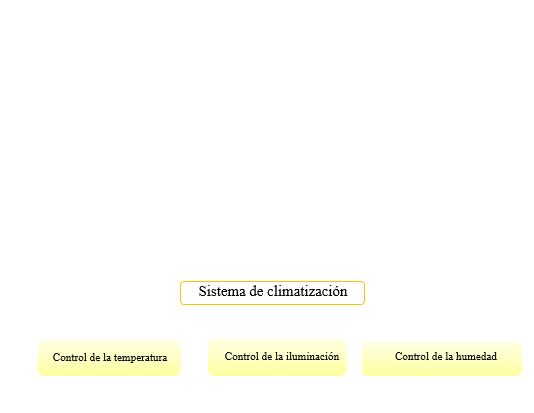 Sistema de climatización
Control de la temperatura
Control de la iluminación
Control de la humedad